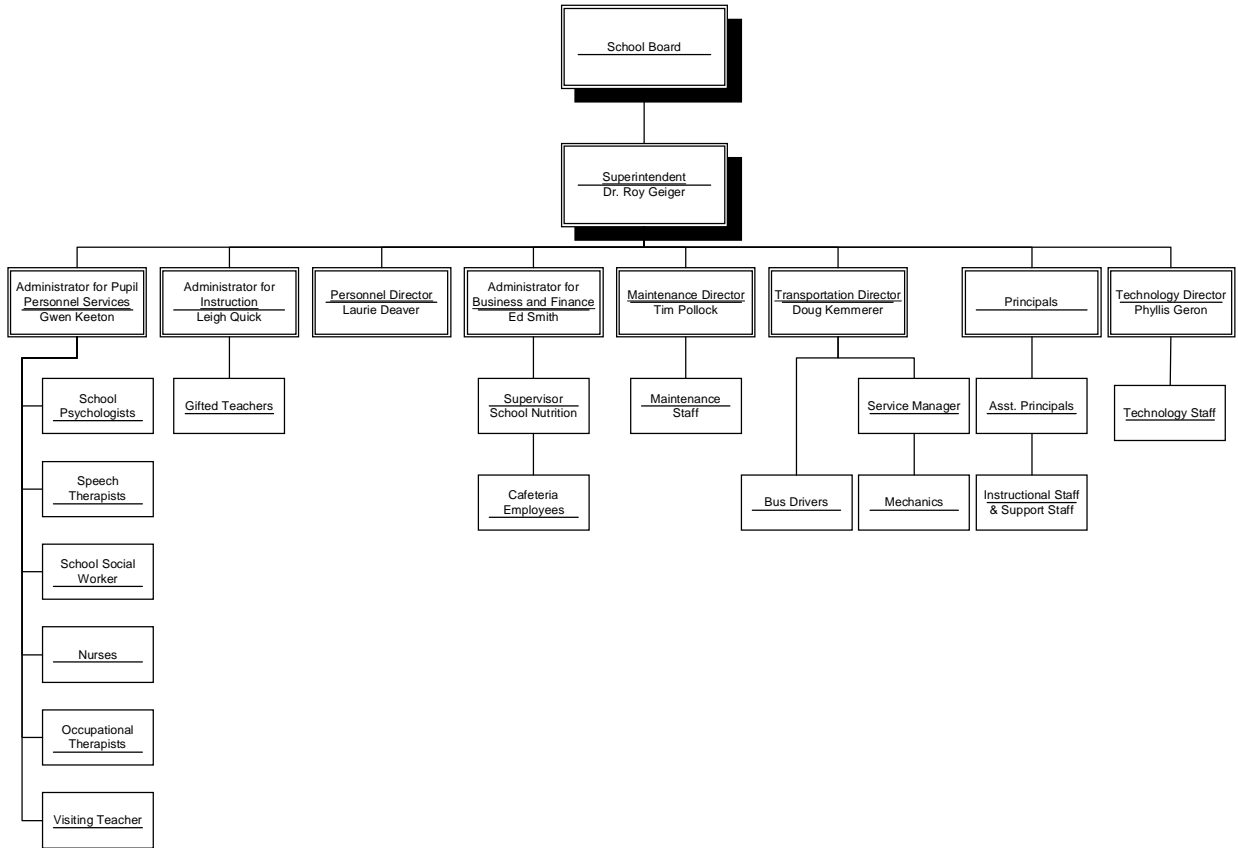 School Board
Superintendent
Dr. Roy Geiger
Administrator for Pupil
Personnel Services
Gwen Keeton
Administrator for
Instruction
Leigh Quick
Personnel Director
Laurie Deaver
Administrator for
Business and Finance
Ed Smith
Maintenance Director
Tim Pollock
Transportation Director
Doug Kemmerer
Principals
Technology Director
Phyllis Geron
School
Psychologists
Gifted Teachers
Supervisor
School Nutrition
Maintenance
Staff
Service Manager
Asst. Principals
Technology Staff
Speech
Therapists
Cafeteria
Employees
Bus Drivers
Mechanics
Instructional Staff
& Support Staff
School Social
Worker
Nurses
Occupational
Therapists
Visiting Teacher